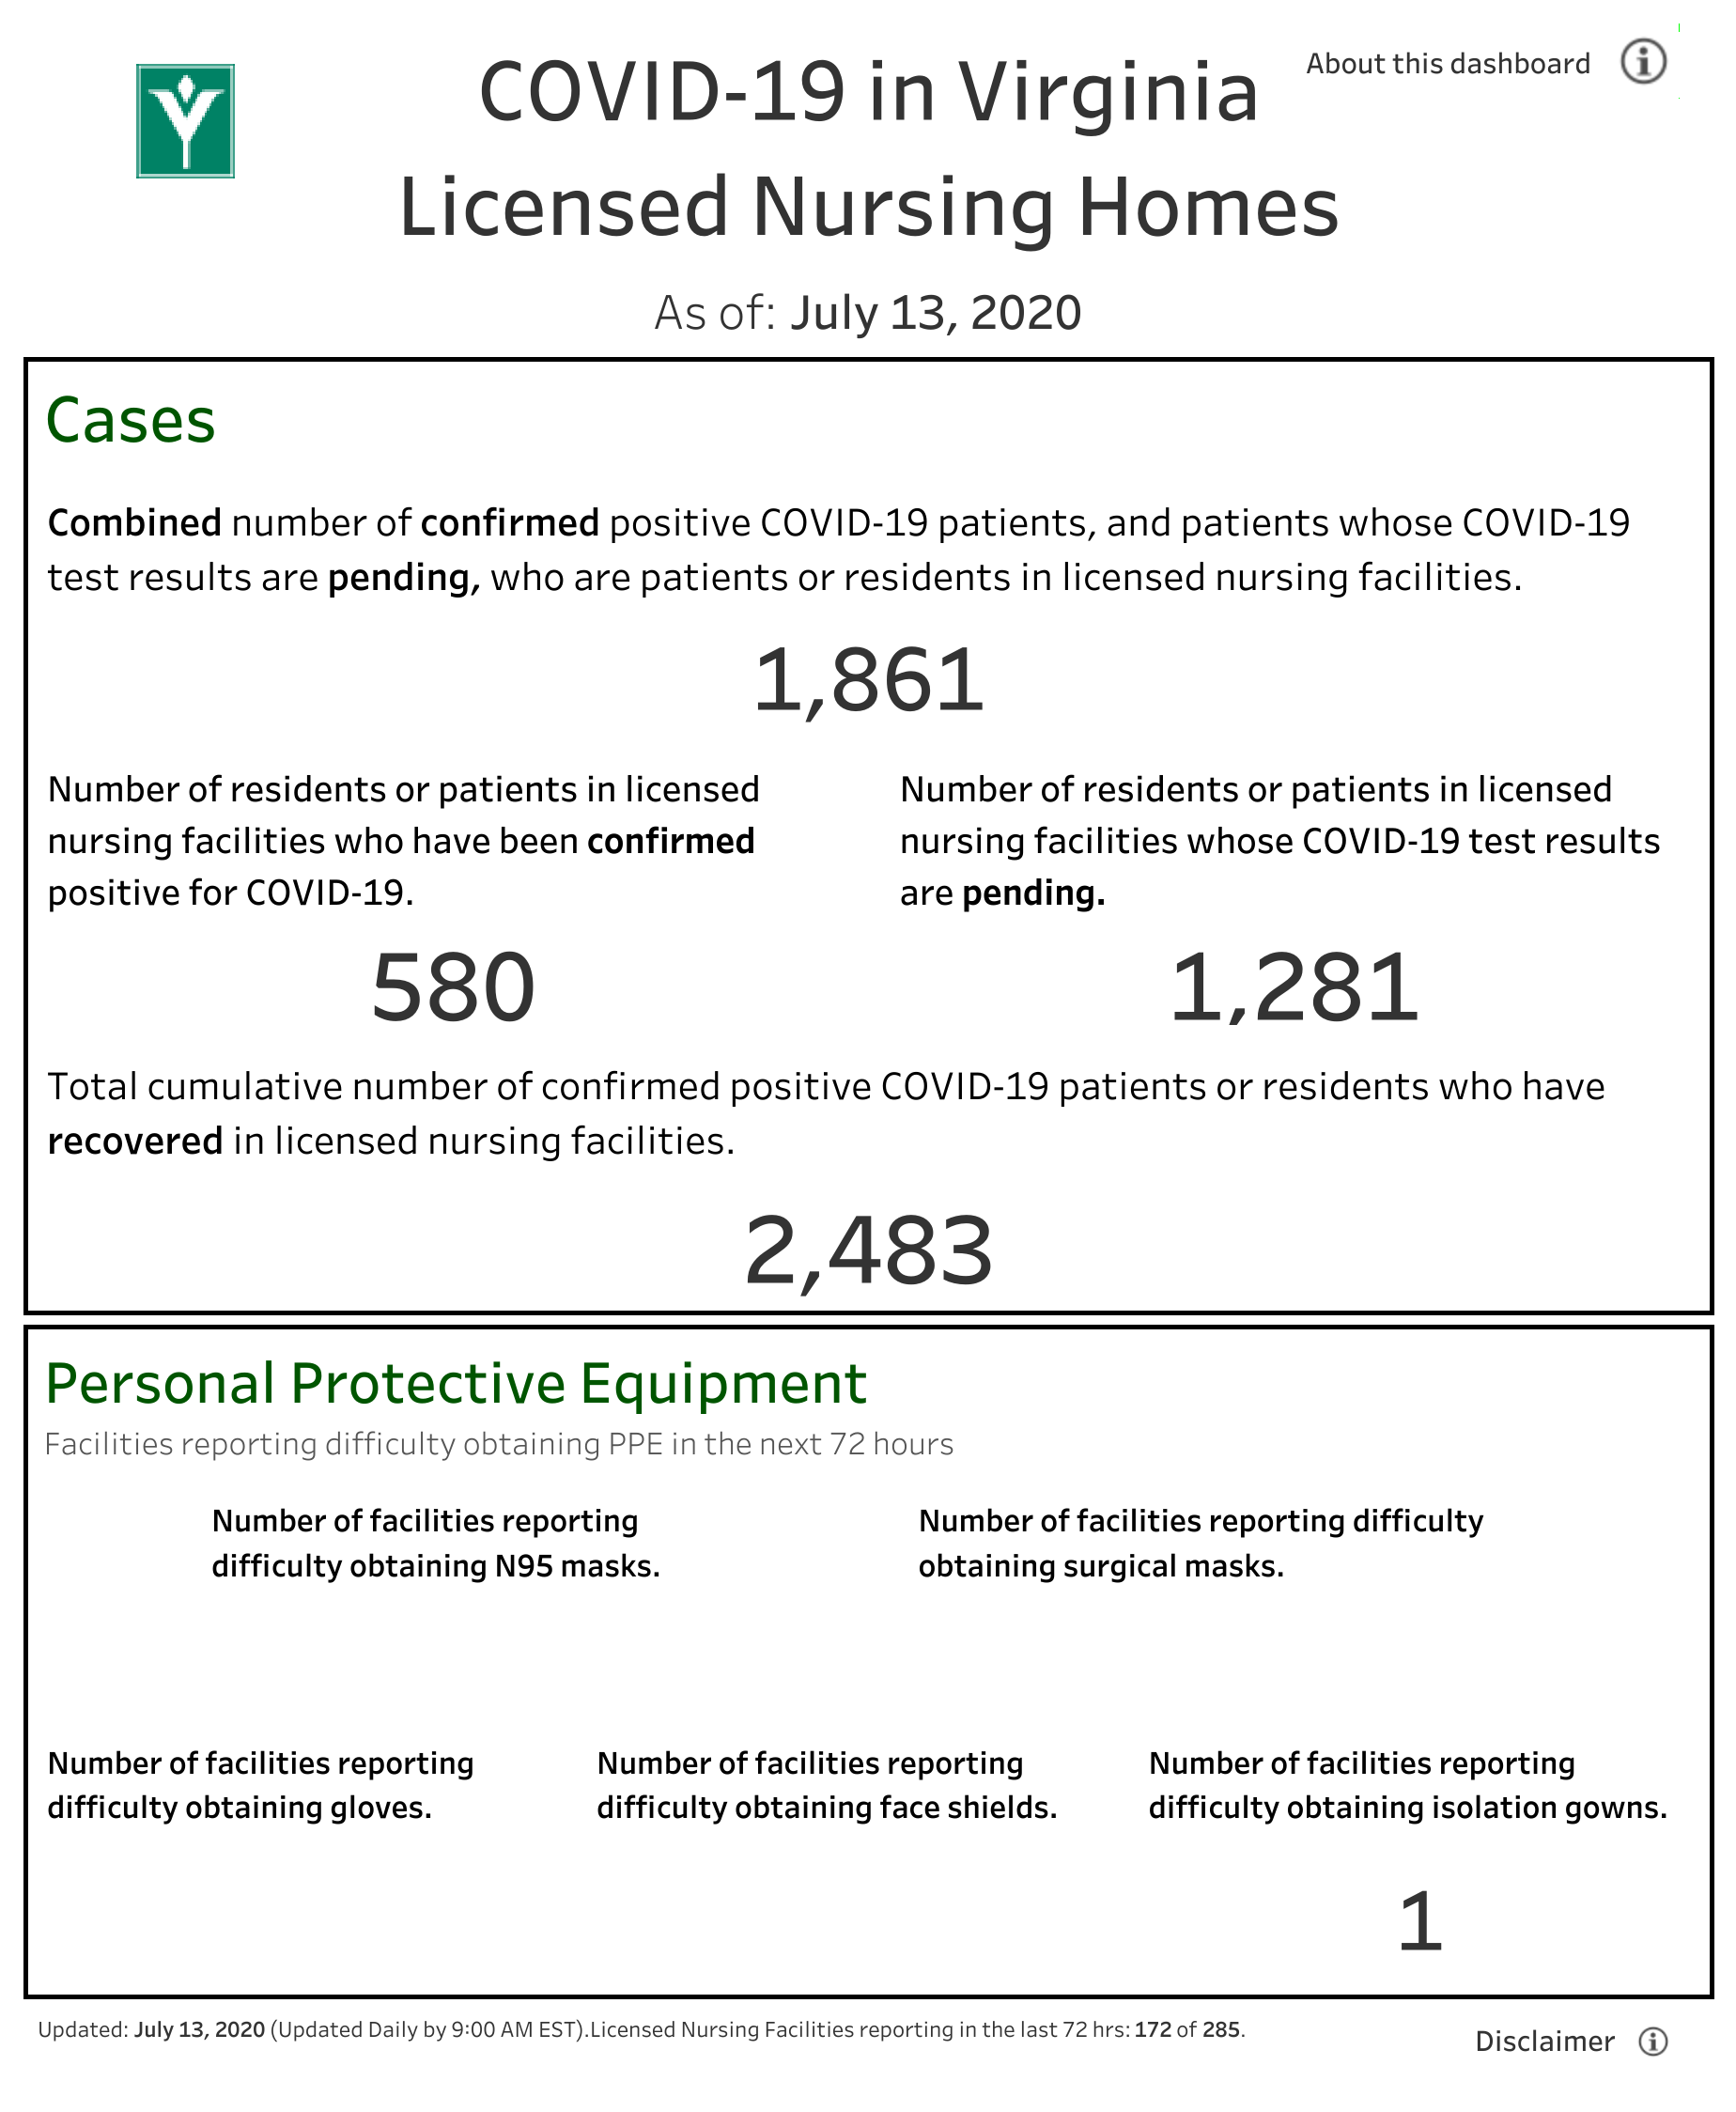 COVID-19 in Virginia
Licensed Nursing Homes
About this dashboard
As of: July 13, 2020
Cases
Combined number of confirmed positive COVID-19 patients, and patients whose COVID-19
test results are pending, who are patients or residents in licensed nursing facilities.
1,861
Number of residents or patients in licensed
nursing facilities who have been confirmed
positive for COVID-19.
580
Number of residents or patients in licensed
nursing facilities whose COVID-19 test results
are pending.
1,281
Total cumulative number of confirmed positive COVID-19 patients or residents who have
recovered in licensed nursing facilities.
2,483
Personal Protective Equipment
Facilities reporting difficulty obtaining PPE in the next 72 hours
Number of facilities reporting
difficulty obtaining N95 masks.
Number of facilities reporting difficulty
obtaining surgical masks.
Number of facilities reporting
difficulty obtaining gloves.
Number of facilities reporting
difficulty obtaining face shields.
Number of facilities reporting
difficulty obtaining isolation gowns.
1
Updated: July 13, 2020 (Updated Daily by 9:00 AM EST).Licensed Nursing Facilities reporting in the last 72 hrs: 172 of 285.
Disclaimer